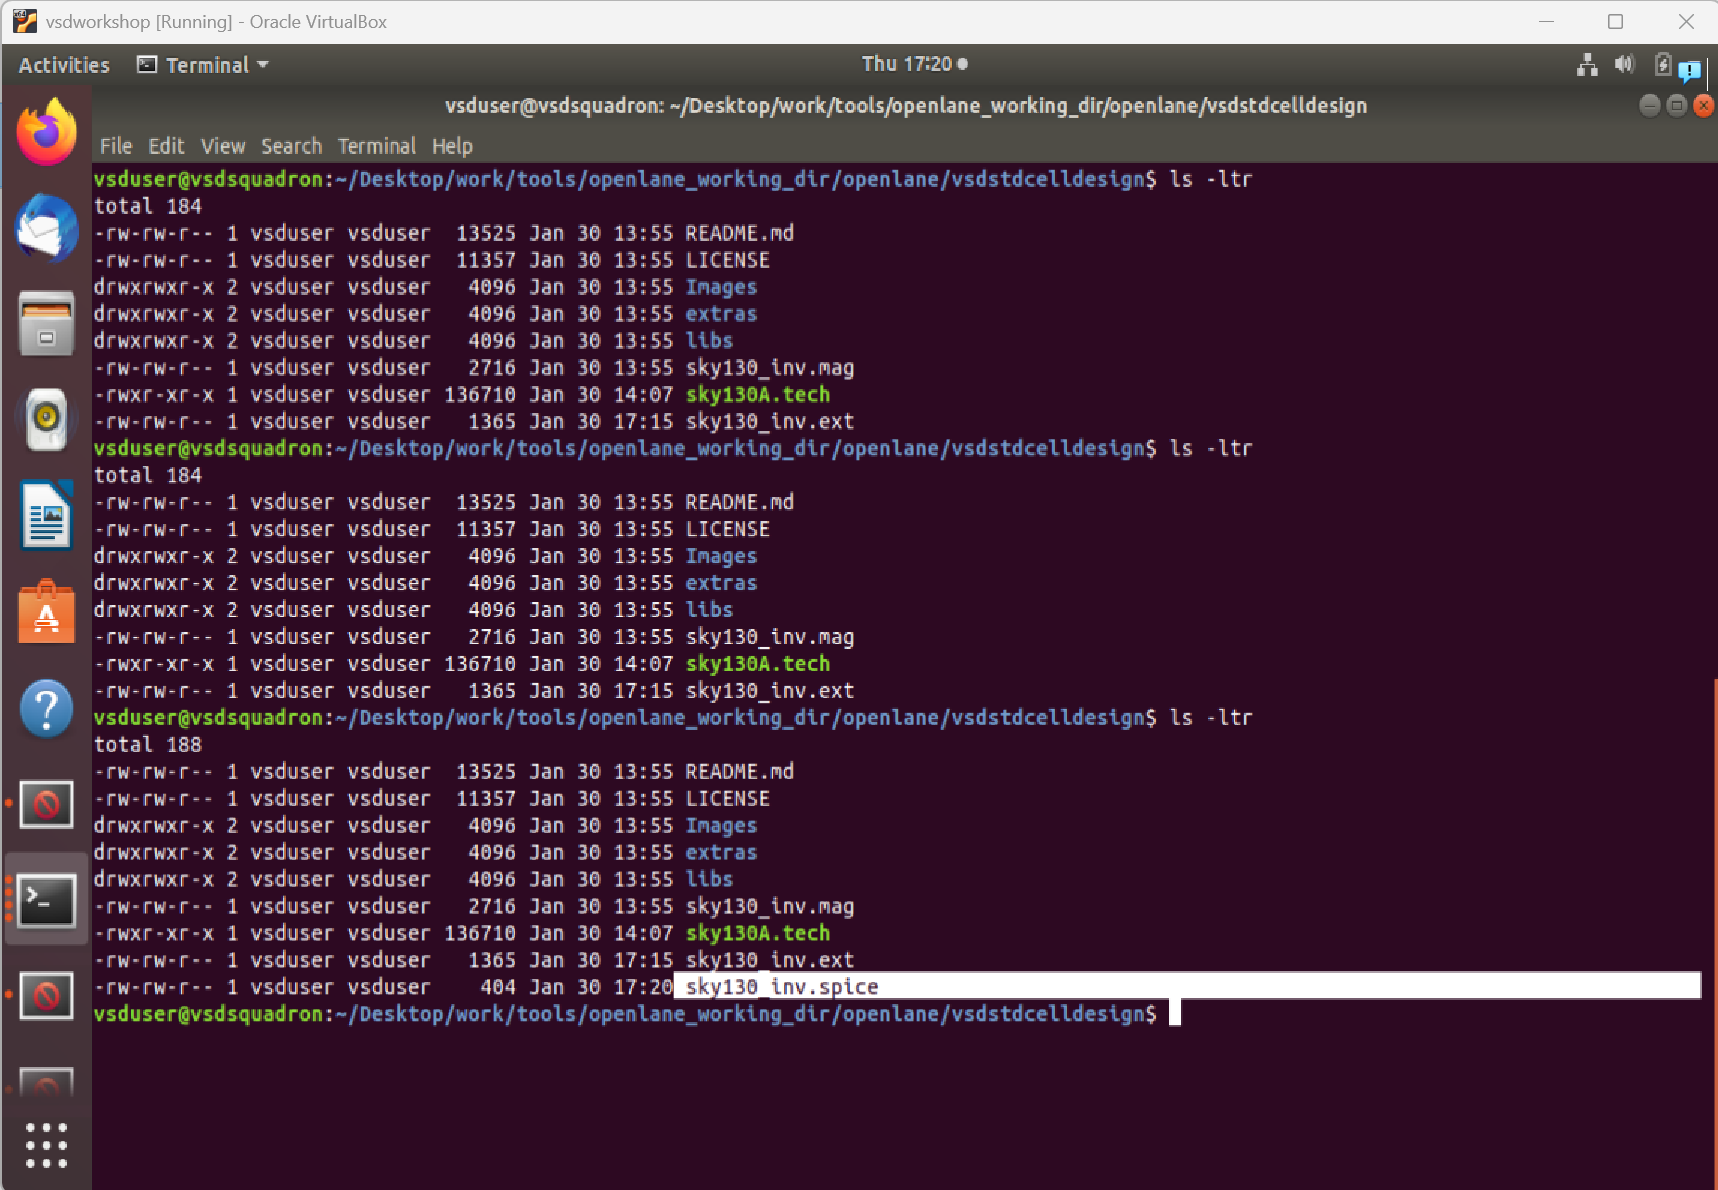 vsdworkshop [Running] - Oracle VirtualBox
Activities Terminal Thu 17:20
vsduser@vsdsquadron: ~/Desktop/work/tools/openlane_working_dir/openlane/vsdstdcelldesign
File Edit View Search Terminal Help
vsduser@vsdsquadron:~/Desktop/work/tools/openlane_working_dir/openlane/vsdstdcelldesign$ ls -ltr
total 184
-rw-rw-r-- 1 vsduser vsduser  13525 Jan 30 13:55 README.md
-rw-rw-r-- 1 vsduser vsduser  11357 Jan 30 13:55 LICENSE
drwxrwxr-x 2 vsduser vsduser   4096 Jan 30 13:55 Images
drwxrwxr-x 2 vsduser vsduser   4096 Jan 30 13:55 extras
drwxrwxr-x 2 vsduser vsduser   4096 Jan 30 13:55 libs
-rw-rw-r-- 1 vsduser vsduser   2716 Jan 30 13:55 sky130_inv.mag
-rwxr-xr-x 1 vsduser vsduser 136710 Jan 30 14:07 sky130A.tech
-rw-rw-r-- 1 vsduser vsduser   1365 Jan 30 17:15 sky130_inv.ext
vsduser@vsdsquadron:~/Desktop/work/tools/openlane_working_dir/openlane/vsdstdcelldesign$ ls -ltr
total 184
-rw-rw-r-- 1 vsduser vsduser  13525 Jan 30 13:55 README.md
-rw-rw-r-- 1 vsduser vsduser  11357 Jan 30 13:55 LICENSE
drwxrwxr-x 2 vsduser vsduser   4096 Jan 30 13:55 Images
drwxrwxr-x 2 vsduser vsduser   4096 Jan 30 13:55 extras
drwxrwxr-x 2 vsduser vsduser   4096 Jan 30 13:55 libs
-rw-rw-r-- 1 vsduser vsduser   2716 Jan 30 13:55 sky130_inv.mag
-rwxr-xr-x 1 vsduser vsduser 136710 Jan 30 14:07 sky130A.tech
-rw-rw-r-- 1 vsduser vsduser   1365 Jan 30 17:15 sky130_inv.ext
vsduser@vsdsquadron:~/Desktop/work/tools/openlane_working_dir/openlane/vsdstdcelldesign$ ls -ltr
total 188
-rw-rw-r-- 1 vsduser vsduser  13525 Jan 30 13:55 README.md
-rw-rw-r-- 1 vsduser vsduser  11357 Jan 30 13:55 LICENSE
drwxrwxr-x 2 vsduser vsduser   4096 Jan 30 13:55 Images
drwxrwxr-x 2 vsduser vsduser   4096 Jan 30 13:55 extras
drwxrwxr-x 2 vsduser vsduser   4096 Jan 30 13:55 libs
-rw-rw-r-- 1 vsduser vsduser   2716 Jan 30 13:55 sky130_inv.mag
-rwxr-xr-x 1 vsduser vsduser 136710 Jan 30 14:07 sky130A.tech
-rw-rw-r-- 1 vsduser vsduser   1365 Jan 30 17:15 sky130_inv.ext
-rw-rw-r-- 1 vsduser vsduser    404 Jan 30 17:20 sky130_inv.spice
vsduser@vsdsquadron:~/Desktop/work/tools/openlane_working_dir/openlane/vsdstdcelldesign$